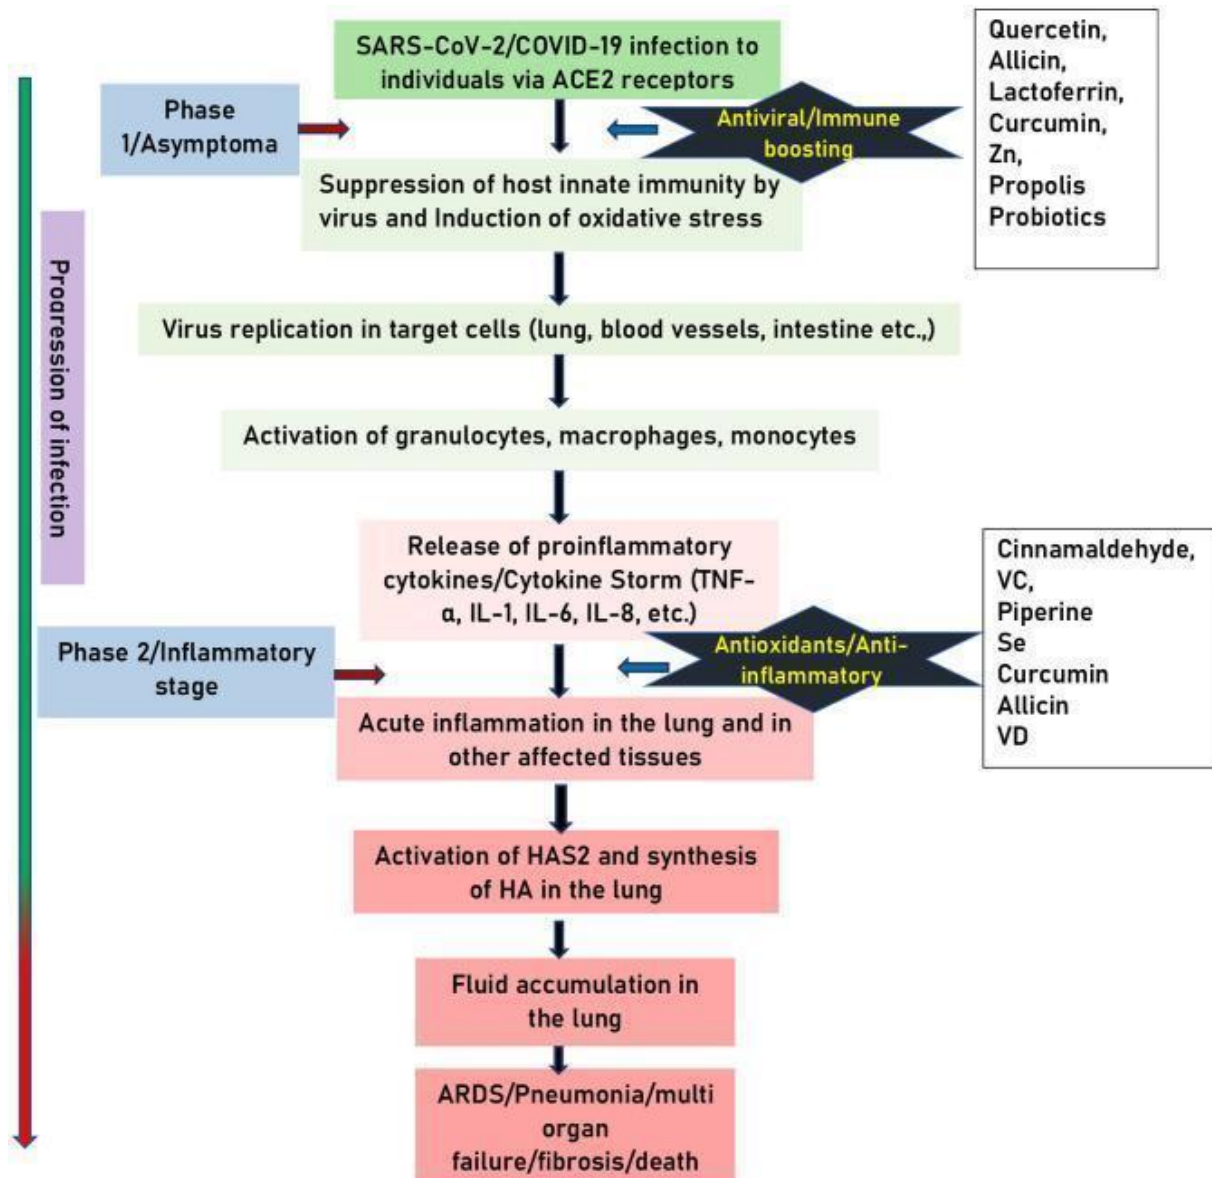 SARS-CoV-2/COVID-19 infection to
individuals via ACE2 receptors
Quercetin,
Allicin,
Lactoferrin,
Curcumin,
Zn,
Propolis
Probiotics
Phase
1/Asymptoma
Antiviral/Immune
boosting
Suppression of host innate immunity by
virus and Induction of oxidative stress
Progression of infection
Virus replication in target cells (lung, blood vessels, intestine etc.,)
Activation of granulocytes, macrophages, monocytes
Release of proinflammatory
cytokines/Cytokine Storm (TNF-
α, IL-1, IL-6, IL-8, etc.)
Cinnamaldehyde,
VC,
Piperine
Se
Curcumin
Allicin
VD
Phase 2/Inflammatory
stage
Antioxidants/Anti-
inflammatory
Acute inflammation in the lung and in
other affected tissues
Activation of HAS2 and synthesis
of HA in the lung
Fluid accumulation in
the lung
ARDS/Pneumonia/multi
organ
failure/fibrosis/death